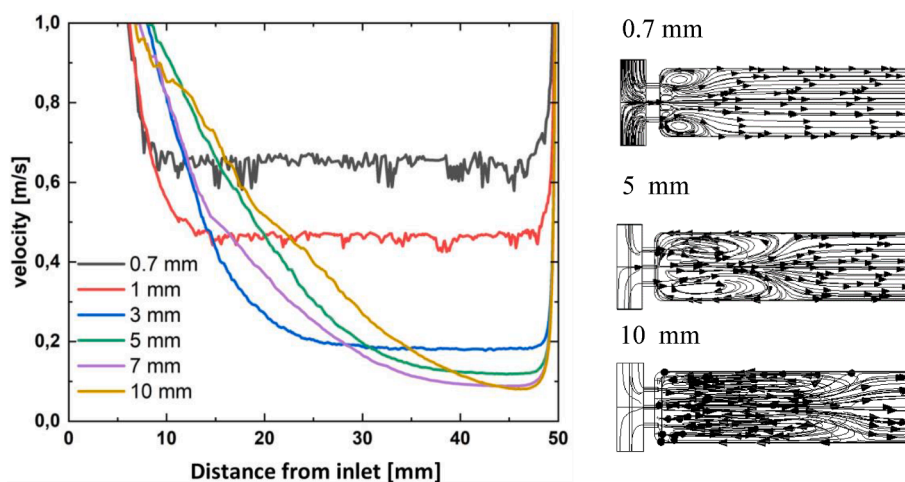 1,0
0,8
0,6
0,4
0,2
0,0
velocity [m/s]
0.7 mm
1 mm
3 mm
5 mm
7 mm
10 mm
0 10 20 30 40 50
Distance from inlet [mm]
0.7 mm
5 mm
10 mm